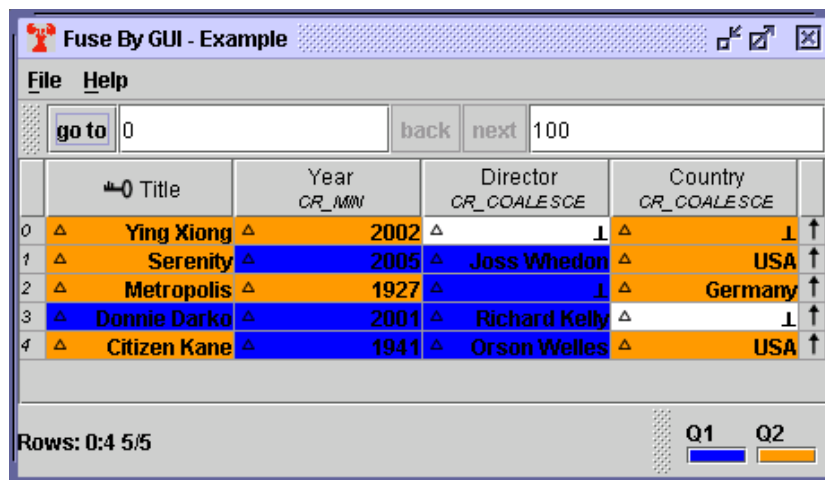 Fuse By GUI - Example
File Help
go to 0 back next 100
Title Year Director Country
CR_MIN CR_COALESCE CR_COALESCE
0 Ying Xiong 2002 ⊥ ⊥
1 Serenity 2005 Joss Whedon USA
2 Metropolis 1927 ⊥ Germany
3 Donnie Darko 2001 Richard Kelly ⊥
4 Citizen Kane 1941 Orson Welles USA
Rows: 0:4 5/5 Q1 Q2